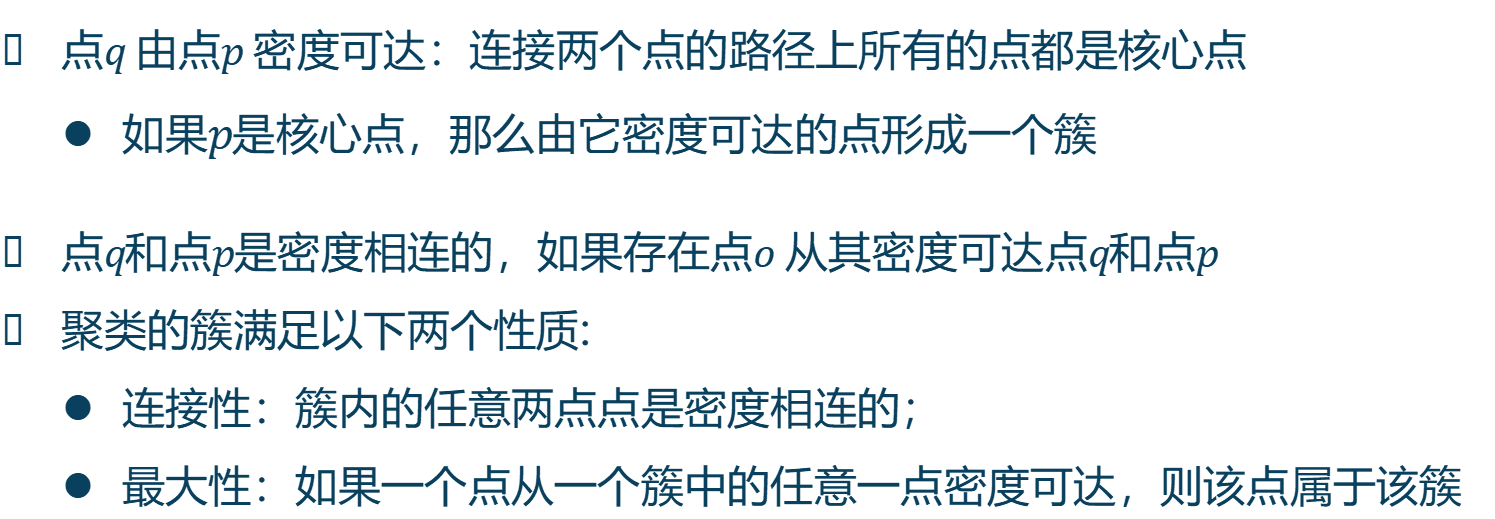 点q 由点p 密度可达：连接两个点的路径上所有的点都是核心点
● 如果p是核心点，那么由它密度可达的点形成一个簇
点q和点p是密度相连的，如果存在点o 从其密度可达点q和点p
聚类的簇满足以下两个性质:
● 连接性：簇内的任意两点点是密度相连的；
● 最大性：如果一个点从一个簇中的任意一点密度可达，则该点属于该簇